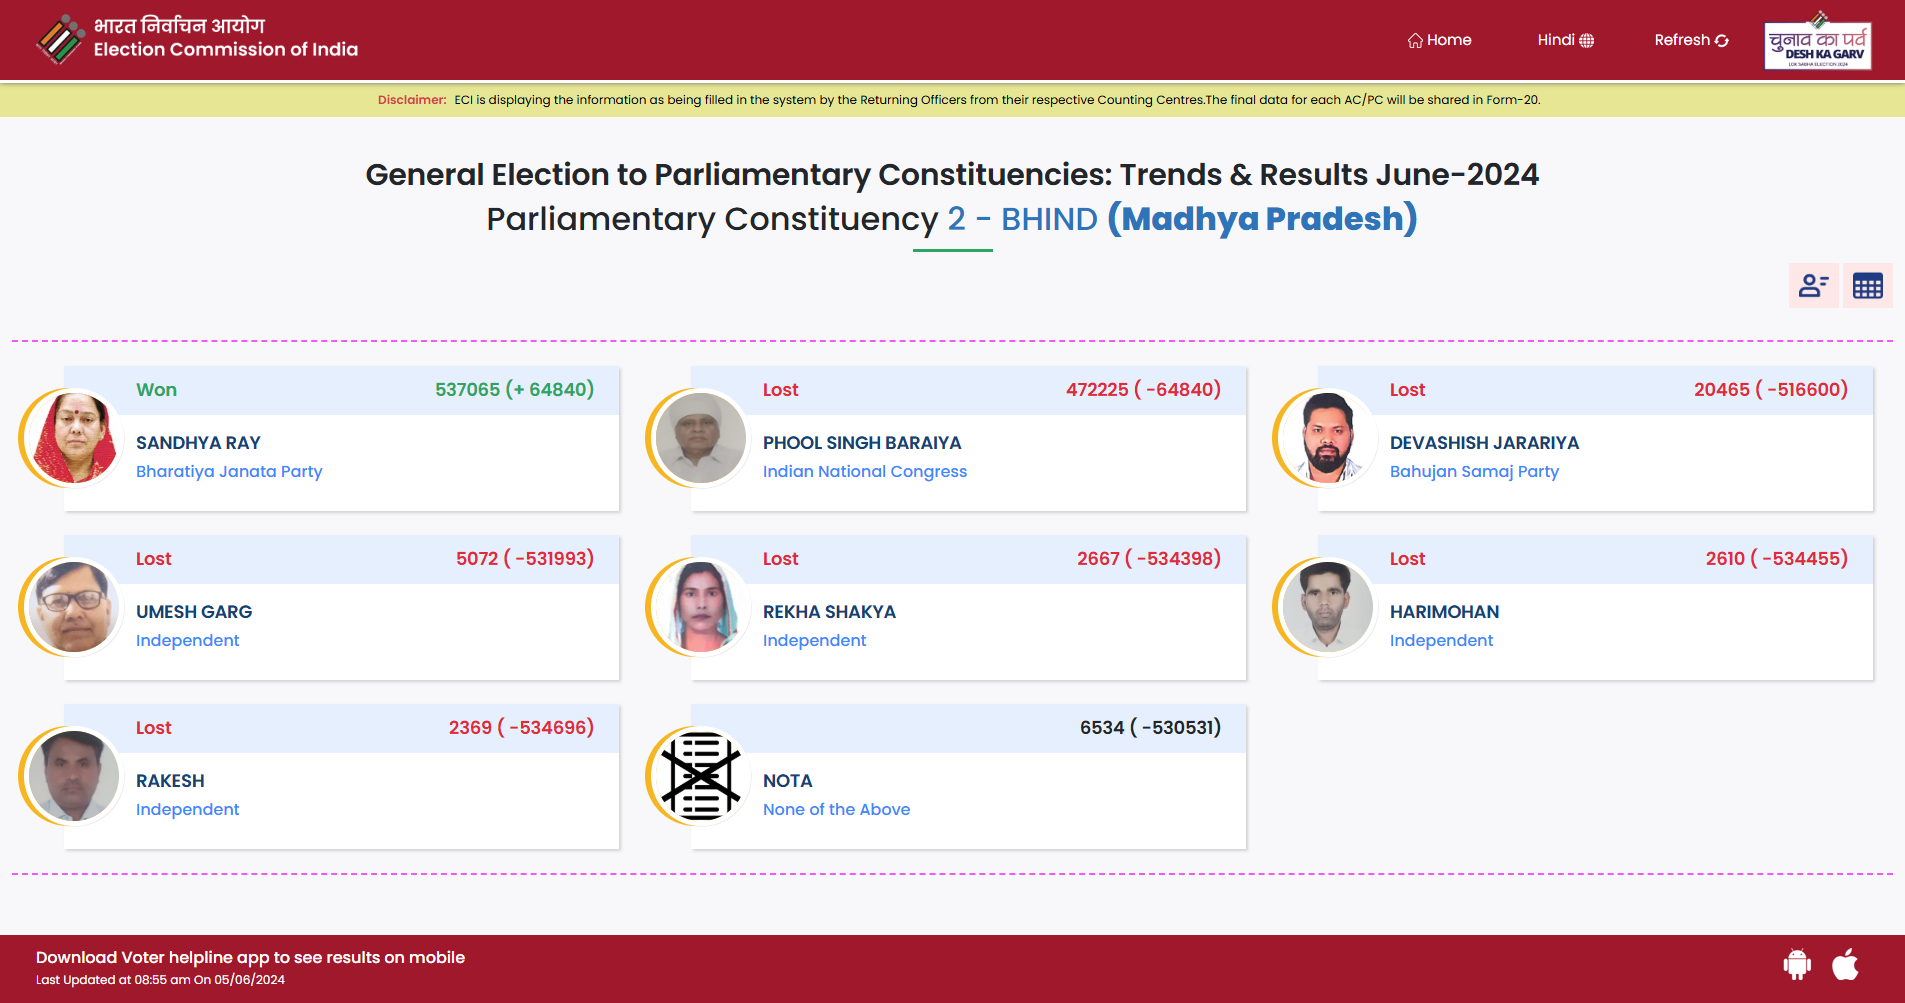 भारत निर्वाचन आयोग
Election Commission of India
Home
Hindi
Refresh
चुनाव का पर्व
DESH KA GARV
LOK SABHA ELECTION 2024
Disclaimer: ECI is displaying the information as being filled in the system by the Returning Officers from their respective Counting Centres.The final data for each AC/PC will be shared in Form-20.
General Election to Parliamentary Constituencies: Trends & Results June-2024
Parliamentary Constituency 2 - BHIND (Madhya Pradesh)
Won 537065 (+ 64840)
SANDHYA RAY
Bharatiya Janata Party
Lost 472225 ( -64840)
PHOOL SINGH BARAIYA
Indian National Congress
Lost 20465 ( -516600)
DEVASHISH JARARIYA
Bahujan Samaj Party
Lost 5072 ( -531993)
UMESH GARG
Independent
Lost 2667 ( -534398)
REKHA SHAKYA
Independent
Lost 2610 ( -534455)
HARIMOHAN
Independent
Lost 2369 ( -534696)
RAKESH
Independent
6534 ( -530531)
NOTA
None of the Above
Download Voter helpline app to see results on mobile
Last Updated at 08:55 am On 05/06/2024